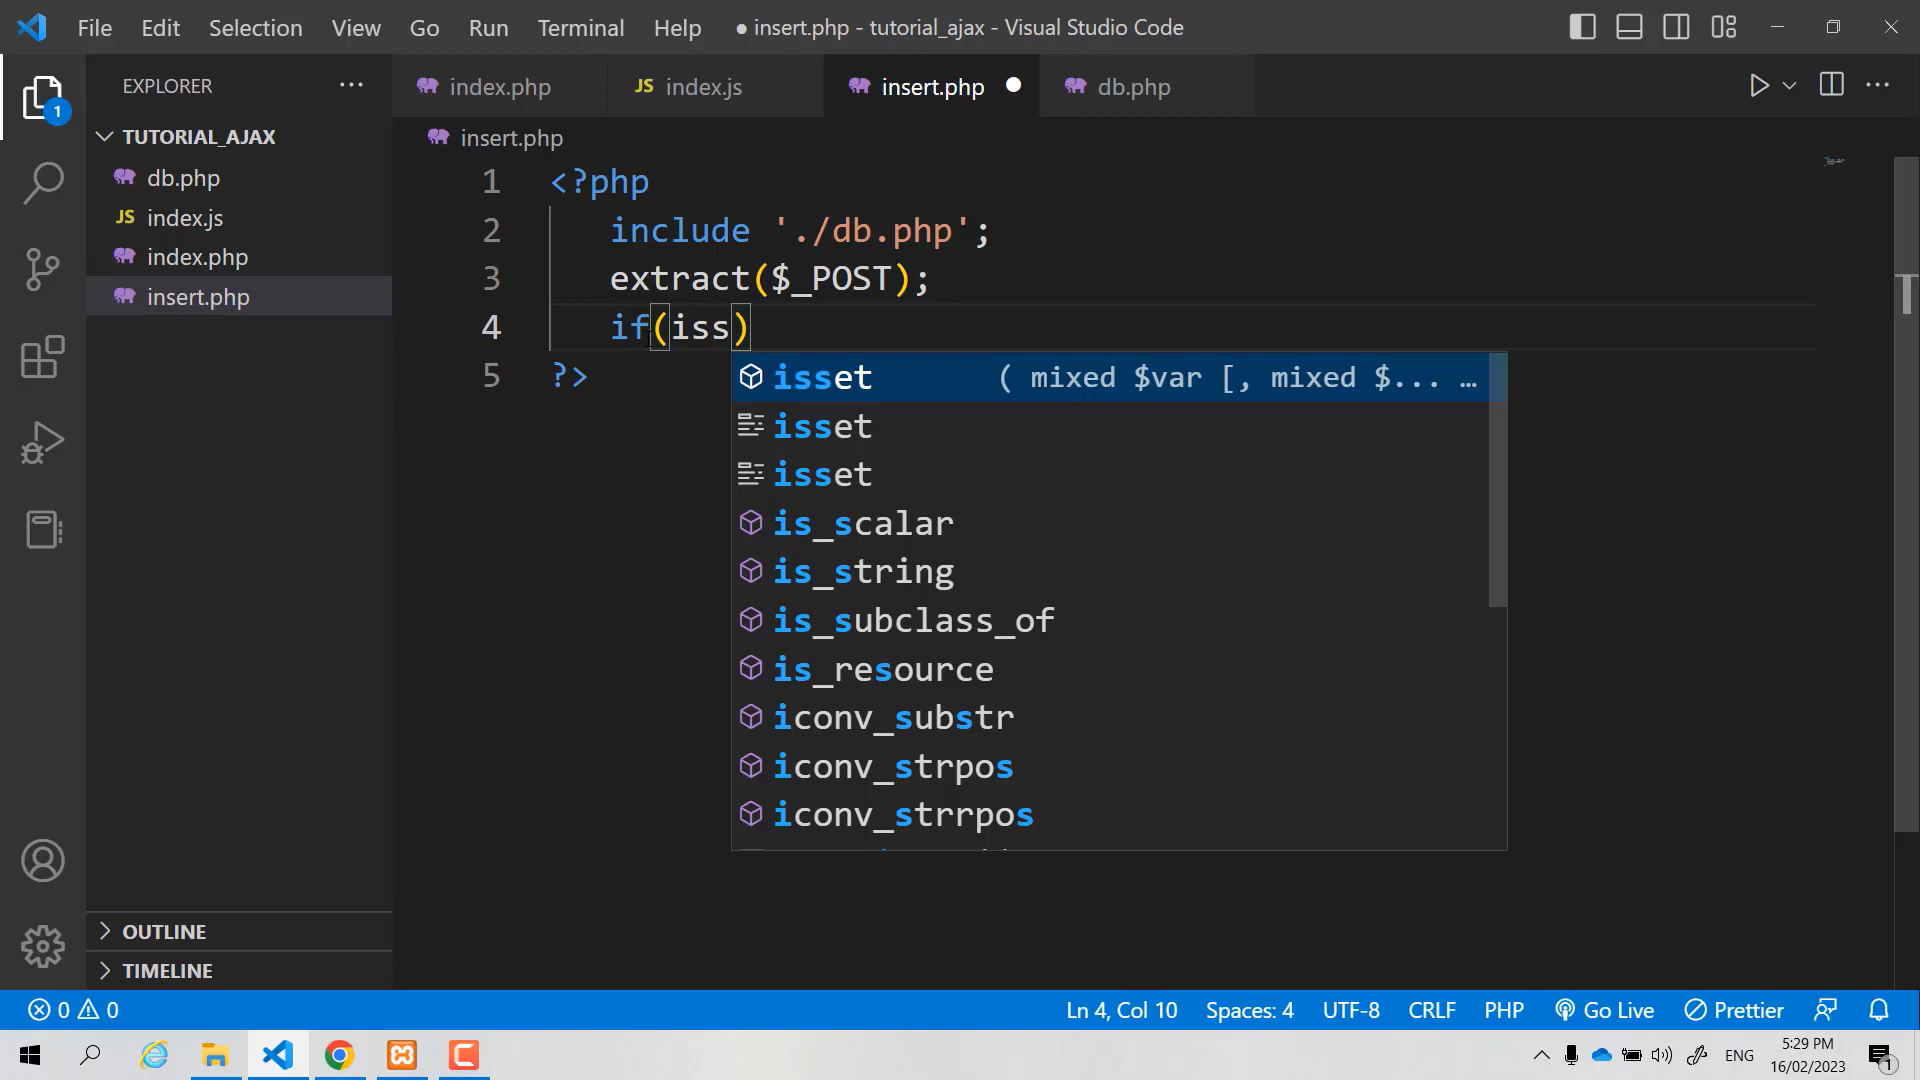 File Edit Selection View Go Run Terminal Help ● insert.php - tutorial_ajax - Visual Studio Code
EXPLORER ...
1
TUTORIAL_AJAX
db.php
JS index.js
index.php
insert.php
OUTLINE
TIMELINE
index.php JS index.js insert.php db.php
insert.php
1 <?php
2 include './db.php';
3 extract($_POST);
4 if(iss)
5 ?>
isset ( mixed $var [, mixed $... …
isset
isset
is_scalar
is_string
is_subclass_of
is_resource
iconv_substr
iconv_strpos
iconv_strrpos
0 0 Ln 4, Col 10 Spaces: 4 UTF-8 CRLF PHP Go Live Prettier
ENG 5:29 PM
16/02/2023
1